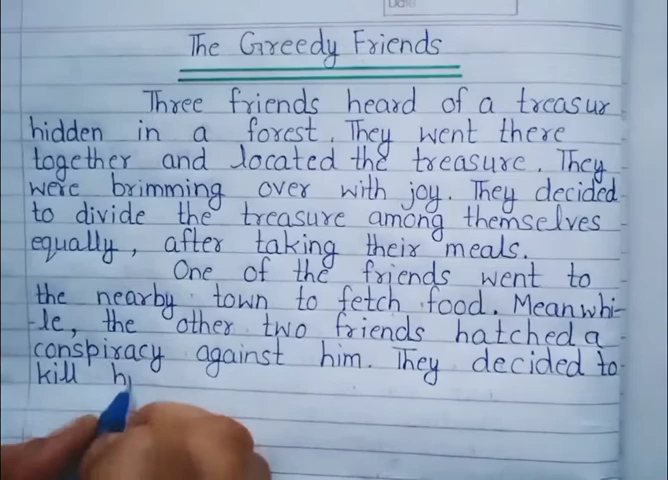 Date
The Greedy Friends
Three friends heard of a treasur
hidden in a forest. They went there
together and located the treasure. They
were brimming over with joy. They decided
to divide the treasure among themselves
equally, after taking their meals.
One of the friends went to
the nearby town to fetch food. Meanwhi-
-le, the other two friends hatched a
conspiracy against him. They decided to
kill h